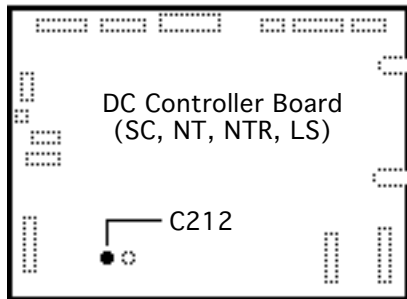 DC Controller Board
(SC, NT, NTR, LS)
C212